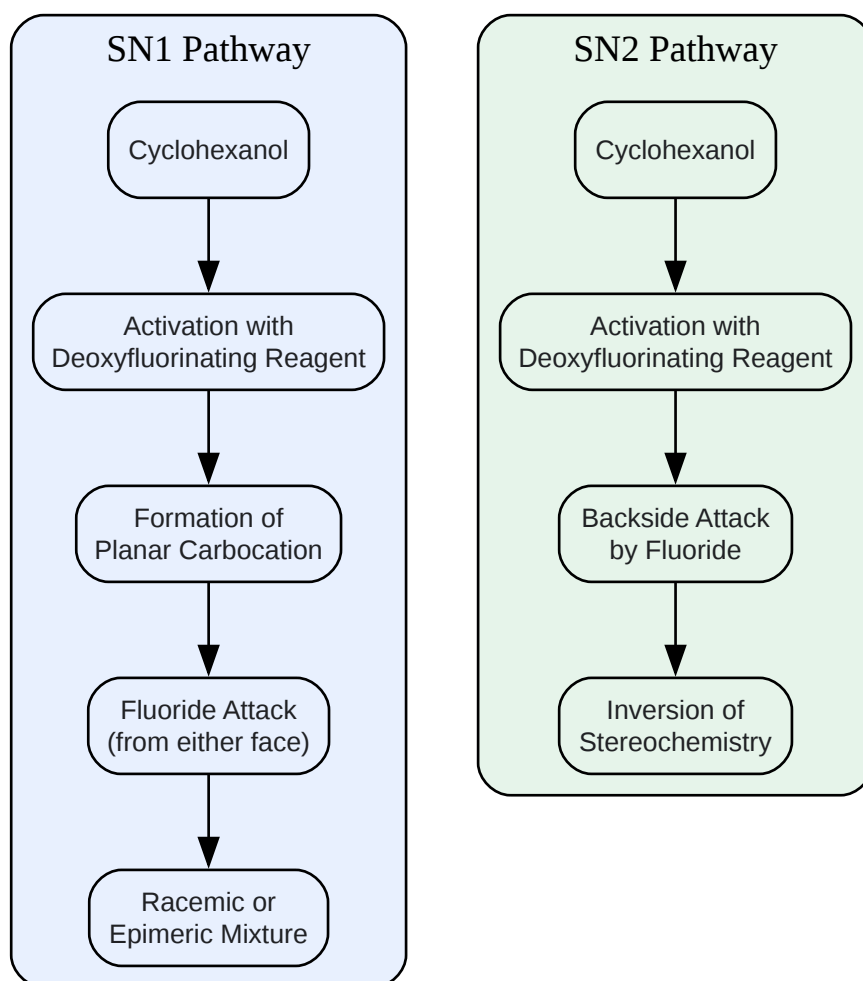 SN1 Pathway
Cyclohexanol
Activation with
Deoxyfluorinating Reagent
Formation of
Planar Carbocation
Fluoride Attack
(from either face)
Racemic or
Epimeric Mixture
SN2 Pathway
Cyclohexanol
Activation with
Deoxyfluorinating Reagent
Backside Attack
by Fluoride
Inversion of
Stereochemistry